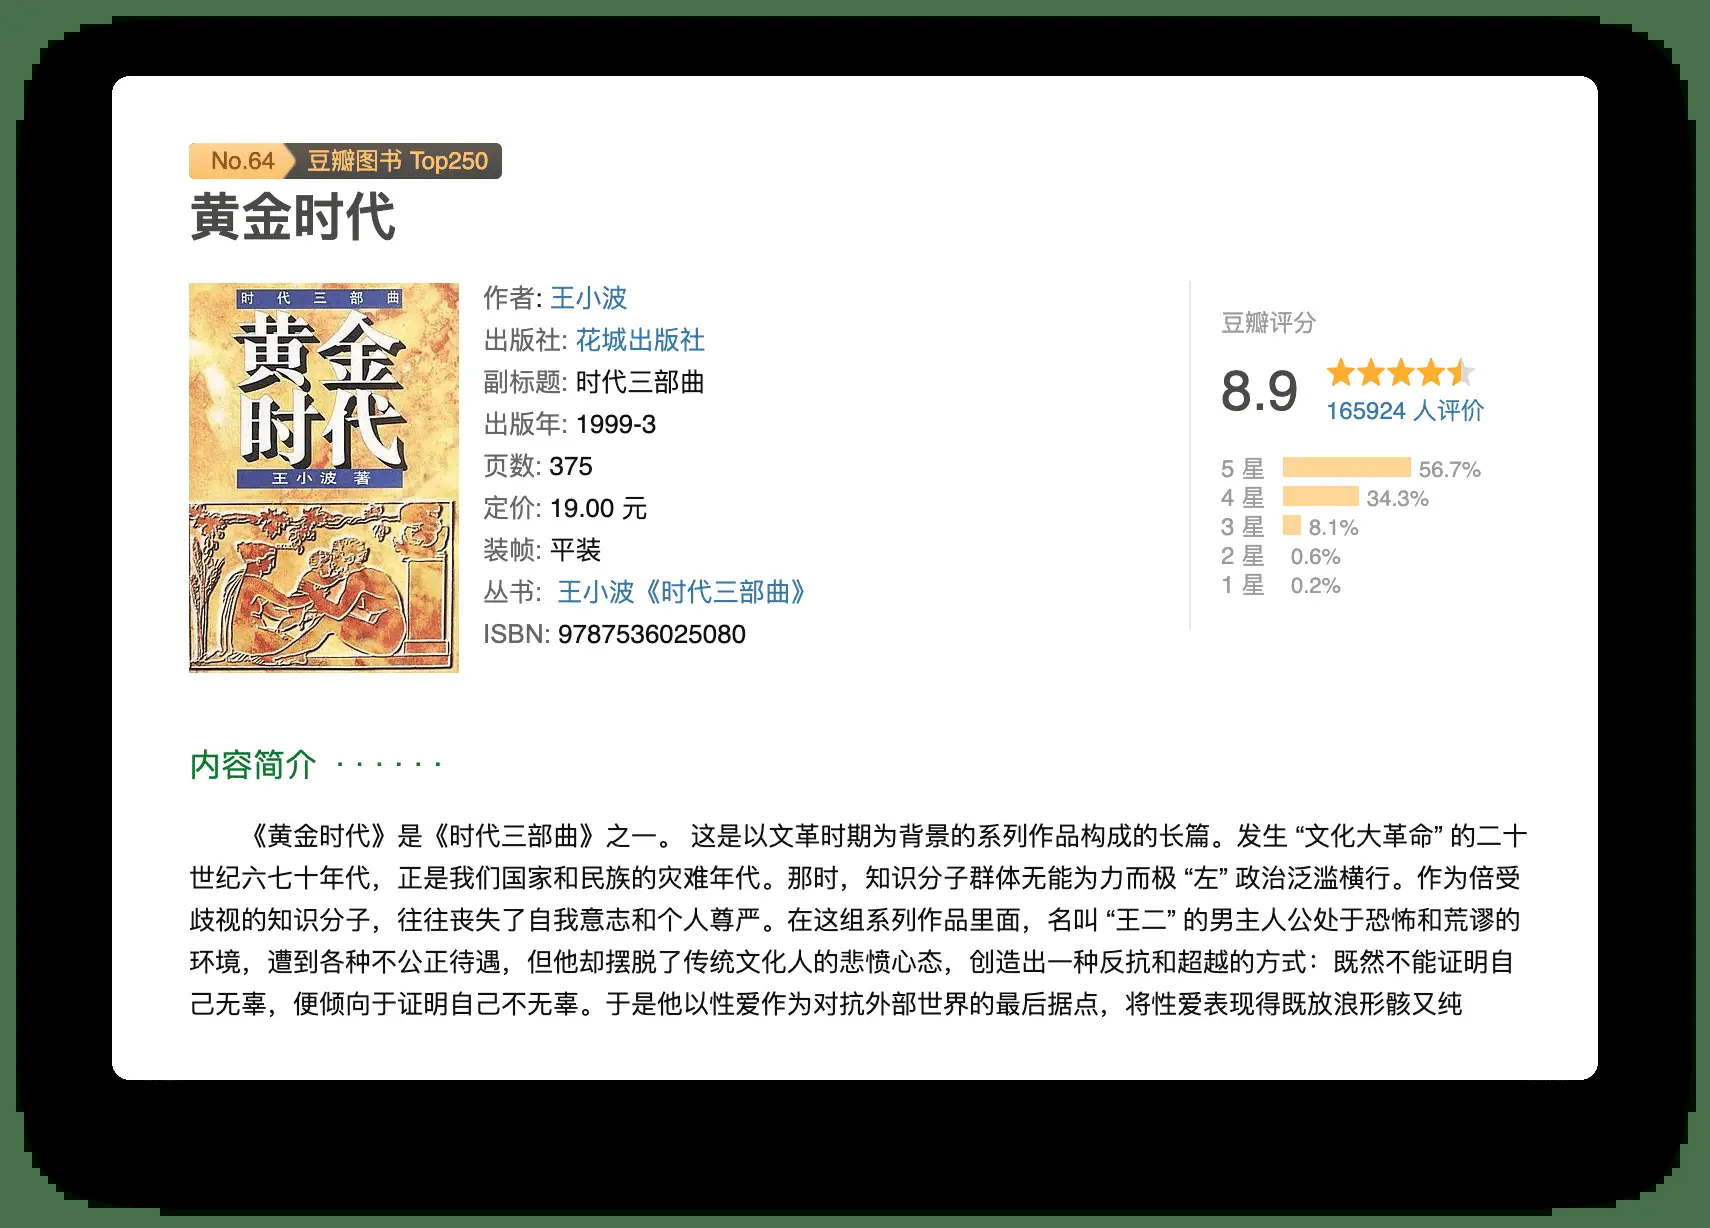 No.64 豆瓣图书 Top250
黄金时代
时代三部曲
黄金
时代
王小波 著
作者: 王小波
出版社: 花城出版社
副标题: 时代三部曲
出版年: 1999-3
页数: 375
定价: 19.00 元
装帧: 平装
丛书: 王小波《时代三部曲》
ISBN: 9787536025080
豆瓣评分
8.9
165924 人评价
5 星 56.7%
4 星 34.3%
3 星 8.1%
2 星 0.6%
1 星 0.2%
内容简介 · · · · · ·
《黄金时代》是《时代三部曲》之一。 这是以文革时期为背景的系列作品构成的长篇。发生 “文化大革命” 的二十
世纪六七十年代，正是我们国家和民族的灾难年代。那时，知识分子群体无能为力而极 “左” 政治泛滥横行。作为倍受
歧视的知识分子，往往丧失了自我意志和个人尊严。在这组系列作品里面，名叫 “王二” 的男主人公处于恐怖和荒谬的
环境，遭到各种不公正待遇，但他却摆脱了传统文化人的悲愤心态，创造出一种反抗和超越的方式：既然不能证明自
己无辜，便倾向于证明自己不无辜。于是他以性爱作为对抗外部世界的最后据点，将性爱表现得既放浪形骸又纯